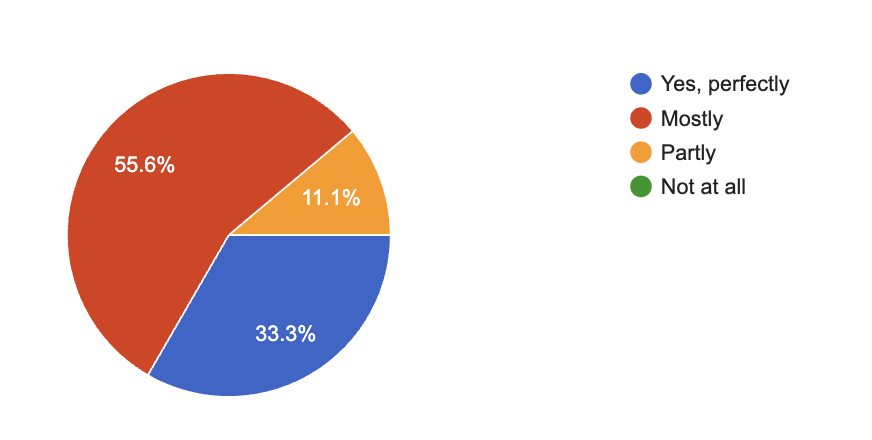 Yes, perfectly
Mostly
55.6%
Partly
11.1%
Not at all
33.3%